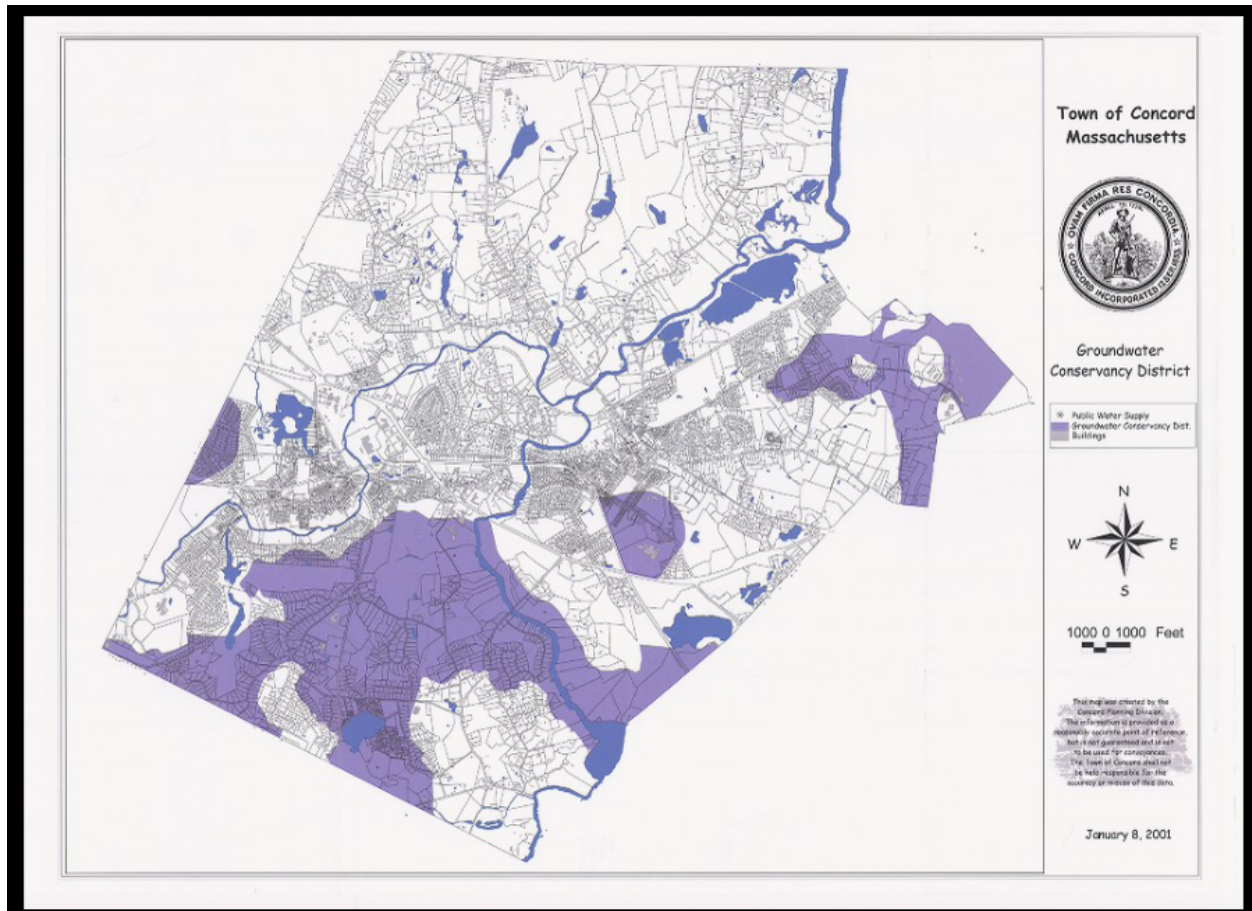 Town of Concord
Massachusetts
QVAM FIRMA RES CONCORDIA
APRIL 19, 1775.
CONCORD INCORPORATED
Groundwater
Conservancy District
Public Water Supply
Groundwater Conservancy Dist.
Buildings
N
W E
S
1000 0 1000 Feet
This map was created by the
Concord Planning Division.
The information is provided as a
reasonably accurate point of reference,
but is not guaranteed and is not
to be used for conveyances.
The Town of Concord shall not
be held responsible for the
accuracy or misuse of this data.
January 8, 2001